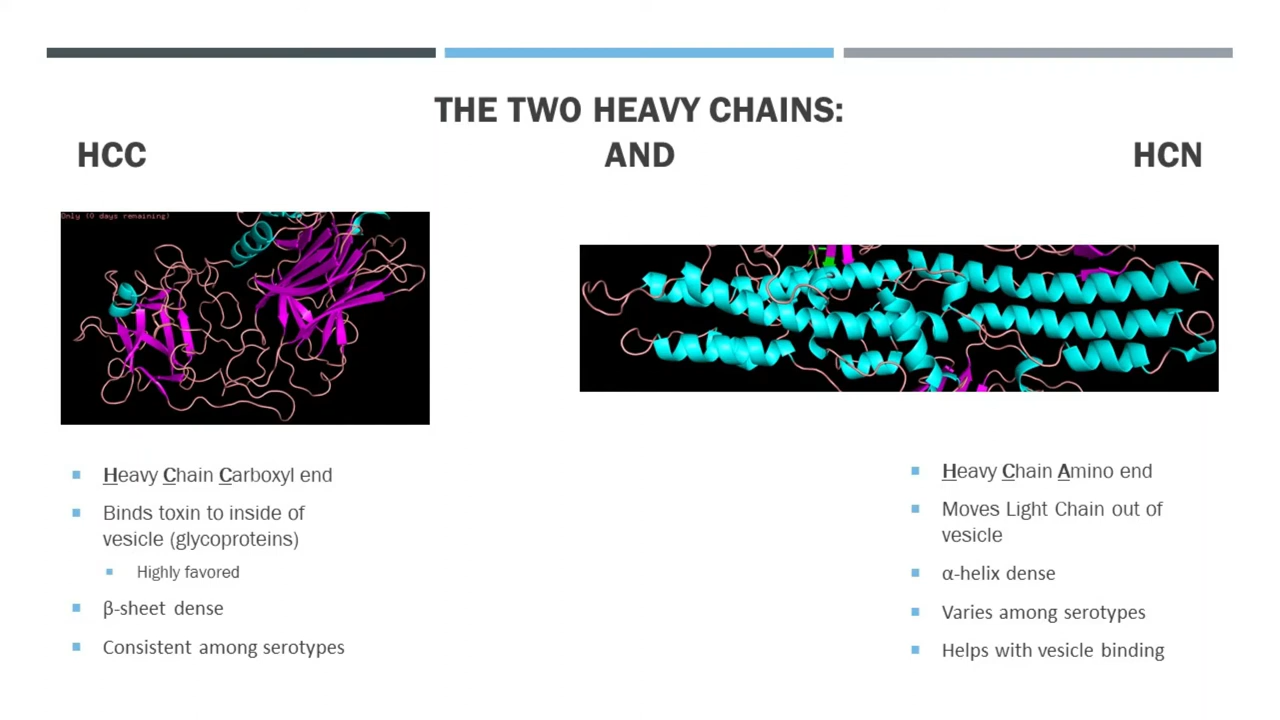 THE TWO HEAVY CHAINS:
HCC AND HCN
Only (0 days remaining)
Heavy Chain Carboxyl end
Binds toxin to inside of
vesicle (glycoproteins)
Highly favored
β-sheet dense
Consistent among serotypes
Heavy Chain Amino end
Moves Light Chain out of
vesicle
α-helix dense
Varies among serotypes
Helps with vesicle binding